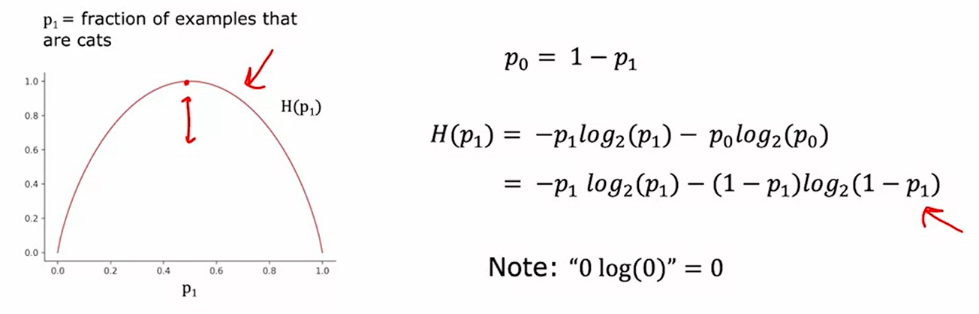 p₁ = fraction of examples that
are cats
1.0
0.8
0.6
0.4
0.2
0.0
H(p₁)
0.0 0.2 0.4 0.6 0.8 1.0
p₁
p₀ = 1 − p₁
H(p₁) = −p₁log₂(p₁) − p₀log₂(p₀)
= −p₁ log₂(p₁) − (1 − p₁)log₂(1 − p₁)
Note: “0 log(0)” = 0